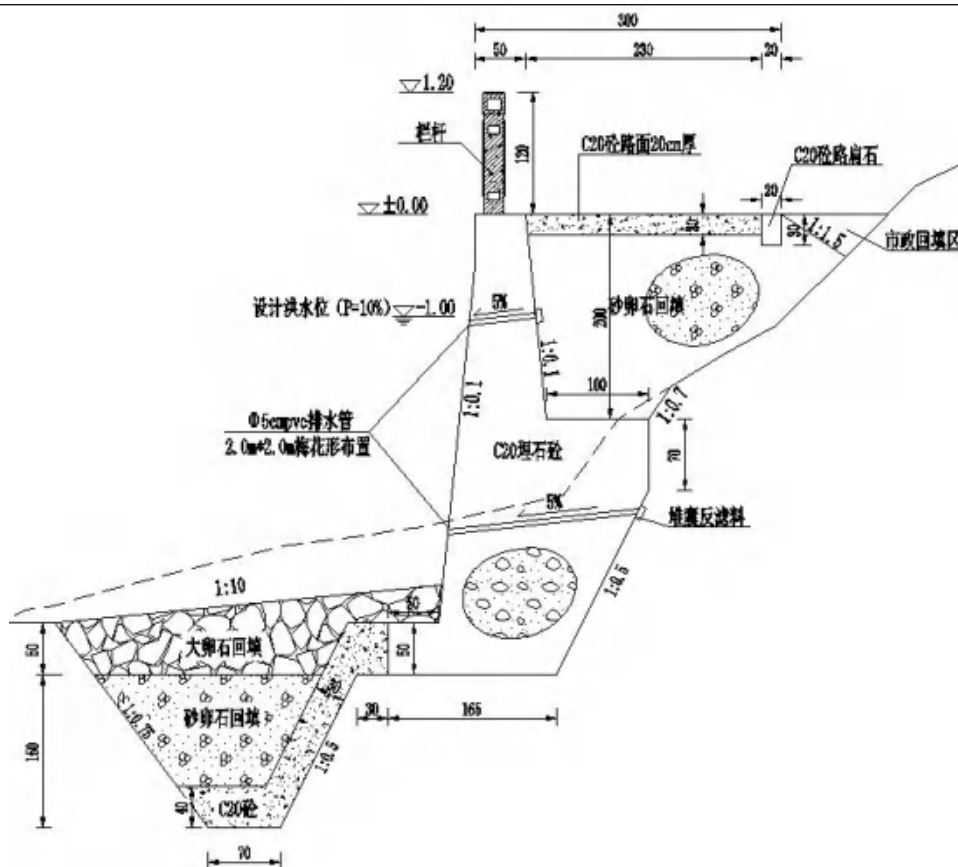 300
50
230
20
1.20
栏杆
120
C20砼路面20cm厚
C20砼路肩石
20
±0.00
30
1:1.5
市政回填区
设计洪水位（P=10%）
-1.00
5%
砂卵石回填
200
1:0.1
1:0.1
100
1:0.7
Φ5cmpvc排水管
2.0m*2.0m梅花形布置
C20埋石砼
70
5%
堆囊反滤料
1:10
50
1:0.5
大卵石回填
50
30
165
砂卵石回填
1:0.75
1:0.5
160
40
C20砼
70